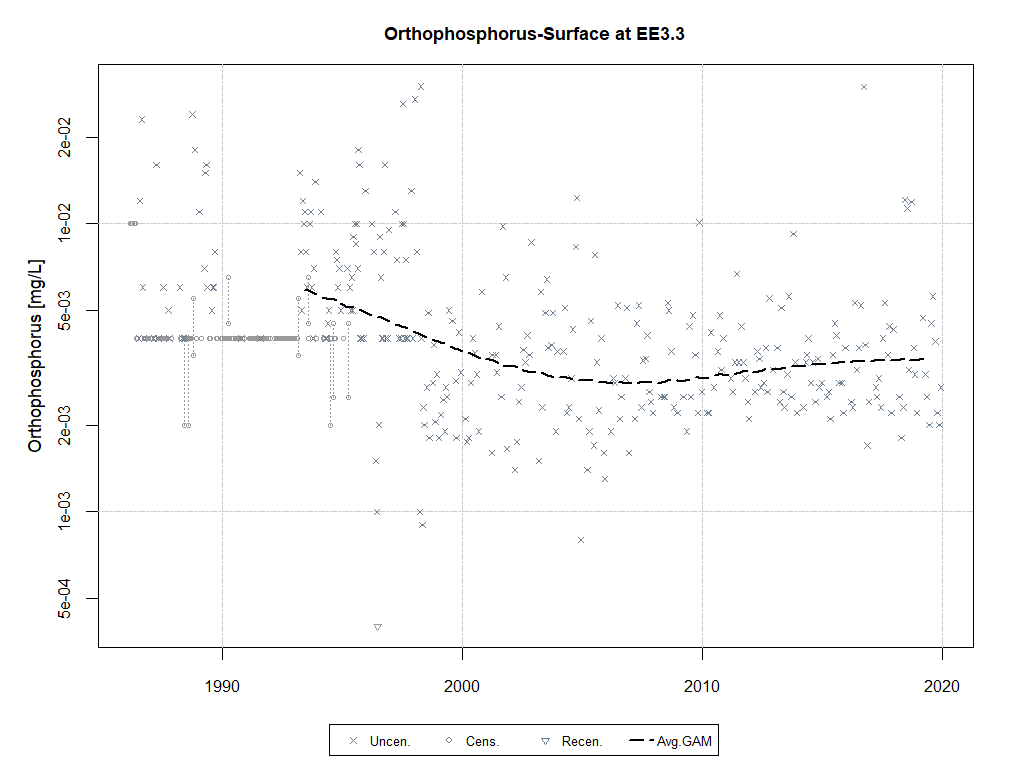 Orthophosphorus-Surface at EE3.3
Orthophosphorus [mg/L]
2e-02
1e-02
5e-03
2e-03
1e-03
5e-04
1990 2000 2010 2020
Uncen. Cens. Recen. Avg.GAM